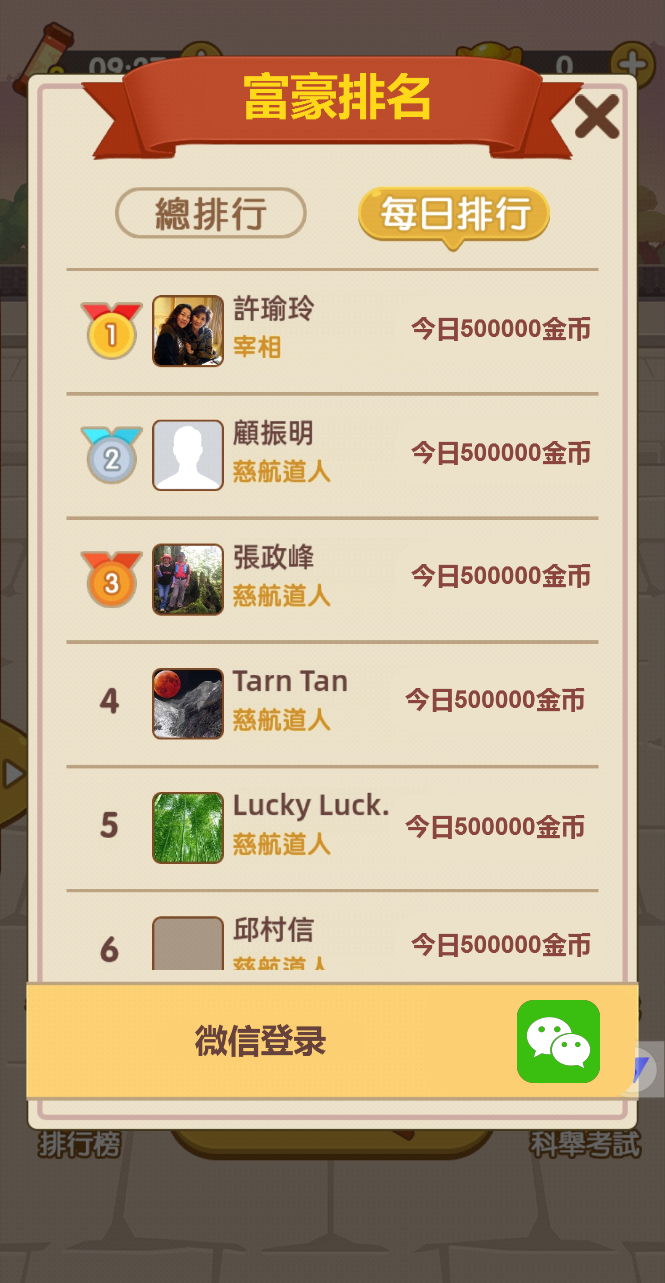 0
富豪排名
總排行
每日排行
1
許瑜玲
宰相
今日500000金币
2
顧振明
慈航道人
今日500000金币
3
張政峰
慈航道人
今日500000金币
4
Tarn Tan
慈航道人
今日500000金币
5
Lucky Luck.
慈航道人
今日500000金币
6
邱村信
慈航道人
今日500000金币
微信登录
排行榜
科舉考試